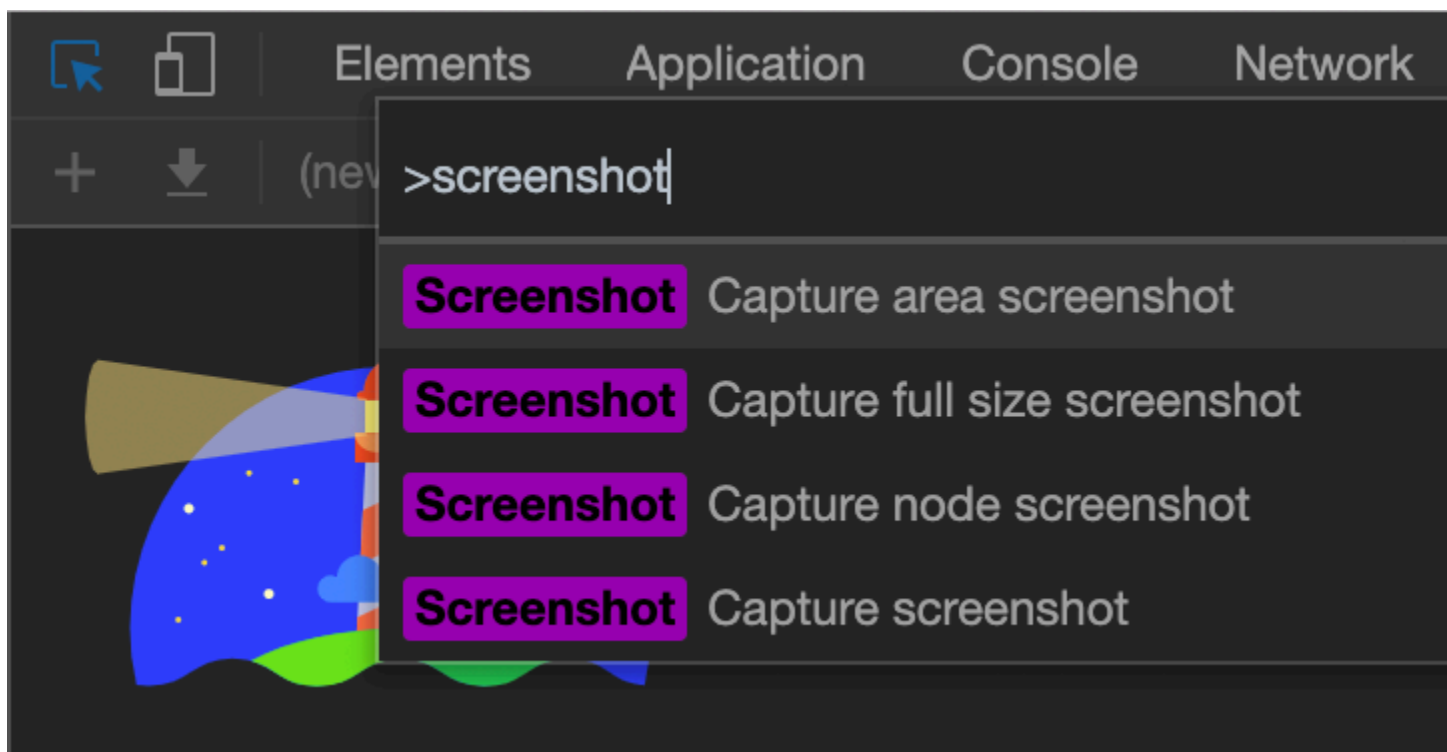 Elements Application Console Network
(new
>screenshot
Screenshot Capture area screenshot
Screenshot Capture full size screenshot
Screenshot Capture node screenshot
Screenshot Capture screenshot